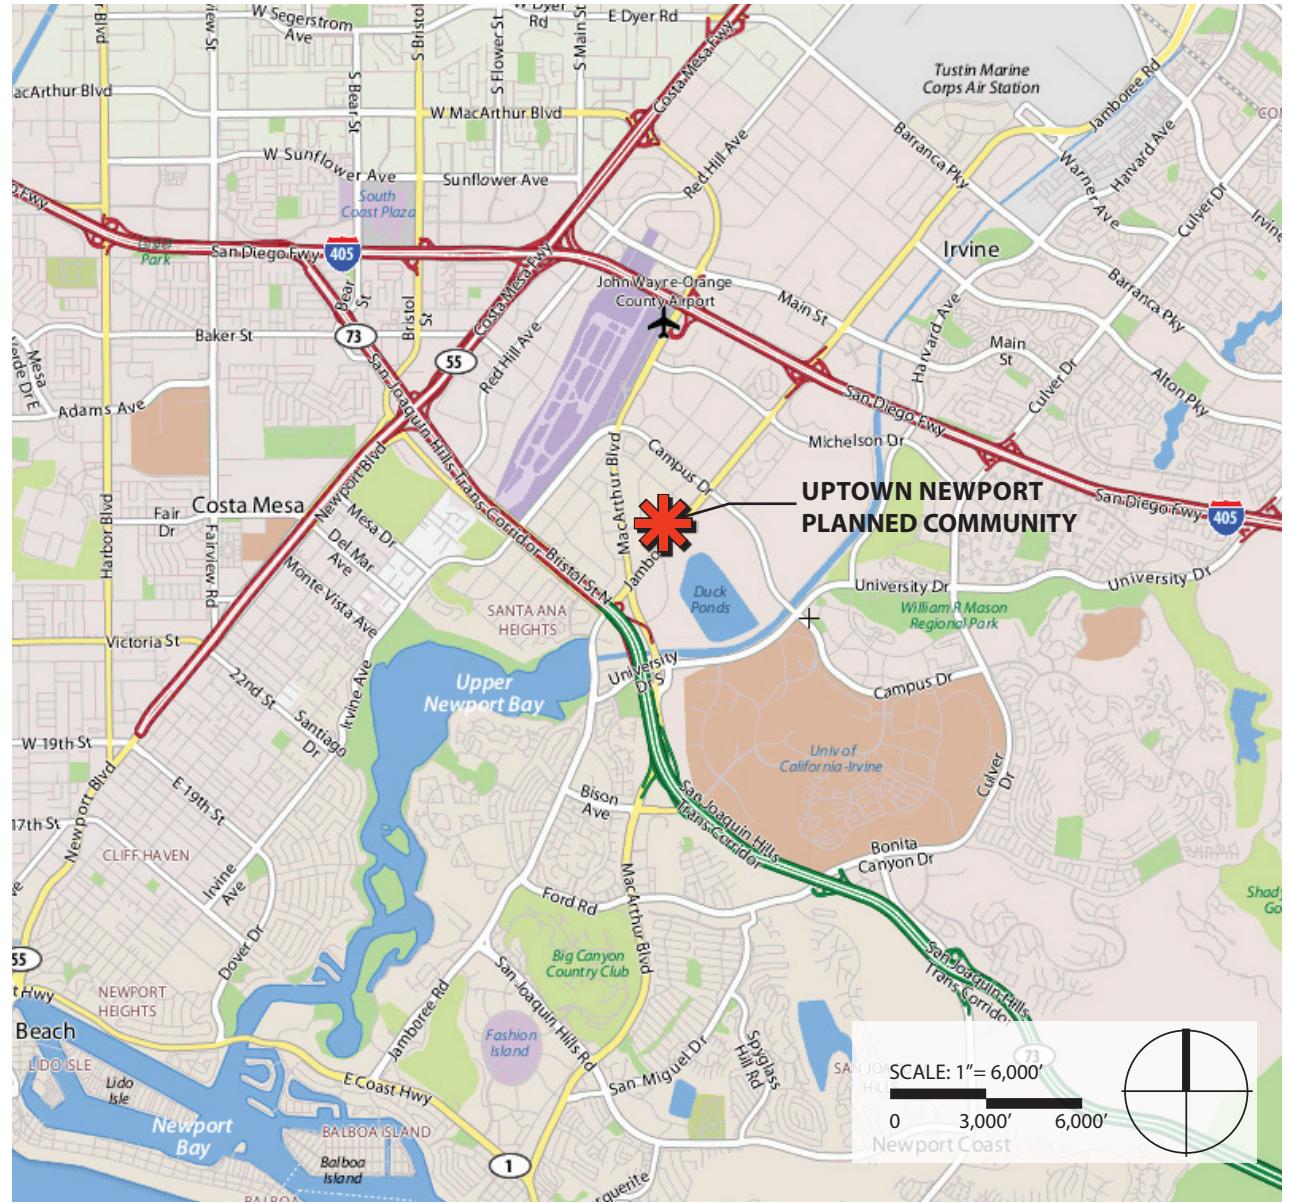 W Segerstrom
Ave
W Dyer
Rd
E Dyer Rd
S Bristol
S Flower St
S Main St
Costa Mesa Fwy
Tustin Marine
Corps Air Station
Jamboree Rd
acArthur Blvd
S Bear St
W MacArthur Blvd
Red Hill Ave
Barranca Pky
Warner Ave
Harvard Ave
Culver Dr
Irvine
W Sunflower Ave
Sunflower Ave
South
Coast Plaza
o Fwy
Park
San Diego Fwy
405
Costa Mesa Fwy
Irvine
John Wayre-Orange
County Airport
Main St
Barranca Pky
Bear
St
Bristol
St
Baker St
73
55
Red Hill Ave
Harvard Ave
Main
St
Culver Dr
Alton Pky
Mesa
erde Dr E
Adams Ave
San Joaquin Hills Trans Corridor
San Diego Fwy
Michelson Dr
Campus Dr
MacArthur Blvd
UPTOWN NEWPORT
PLANNED COMMUNITY
San Diego Fwy
405
Costa Mesa
Newport Blvd
Harbor Blvd
Fair
Dr
Fairview Rd
Mesa Dr
Del Mar
Ave
Monte Vista Ave
Bristol St N
Jambo
Duck
Ponds
University Dr
University Dr
William R Mason
Regional Park
SANTA ANA
HEIGHTS
Victoria St
22nd St
Santiago
Dr
Irvine Ave
Upper
Newport Bay
University
Dr S
Campus Dr
Univ of
California-Irvine
Culver
Dr
W 19th St
E 19th St
Newport Blvd
17th St
CLIFF HAVEN
Irvine
Ave
Bison
Ave
San Joaquin Hills
Trans Corridor
Bonita
Canyon Dr
Ford Rd
MacArthur Blvd
Shady
Go
Dover Dr
Big Canyon
Country Club
San Joaquin Hills
Trans Corridor
55
t Hwy
NEWPORT
HEIGHTS
Jamboree Rd
San Joaquin Hills Rd
Fashion
Island
Beach
LIDO ISLE
Lido
Isle
E Coast Hwy
San Miguel Dr
Spyglass
Hill Rd
73
SCALE: 1”= 6,000’
0
3,000’
6,000’
Newport
Bay
BALBOA ISLAND
Balboa
Island
1
Newport Coast
BALBOA
rguerite